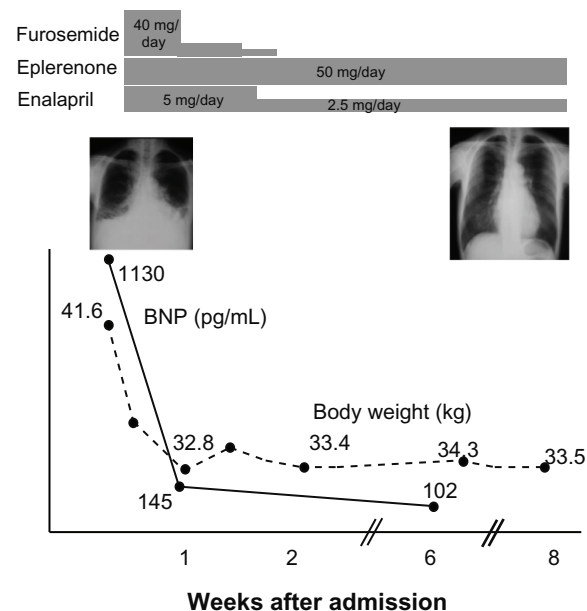 Furosemide
40 mg/
day
Eplerenone
50 mg/day
Enalapril
5 mg/day
2.5 mg/day
1130
41.6
BNP (pg/mL)
Body weight (kg)
32.8
33.4
34.3
33.5
145
102
1
2
6
8
Weeks after admission